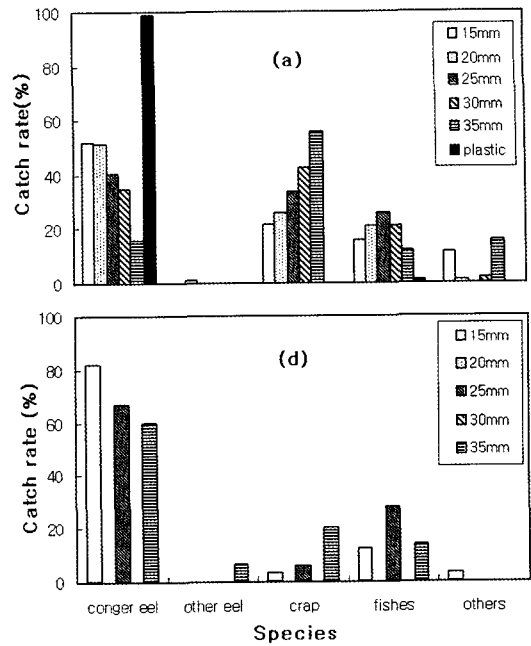 100
80
60
40
20
0
Catch rate(%)
(a)
15mm
20mm
25mm
30mm
35mm
plastic
100
80
60
40
20
0
Catch rate (%)
(d)
15mm
20mm
25mm
30mm
35mm
conger eel other eel crap fishes others
Species